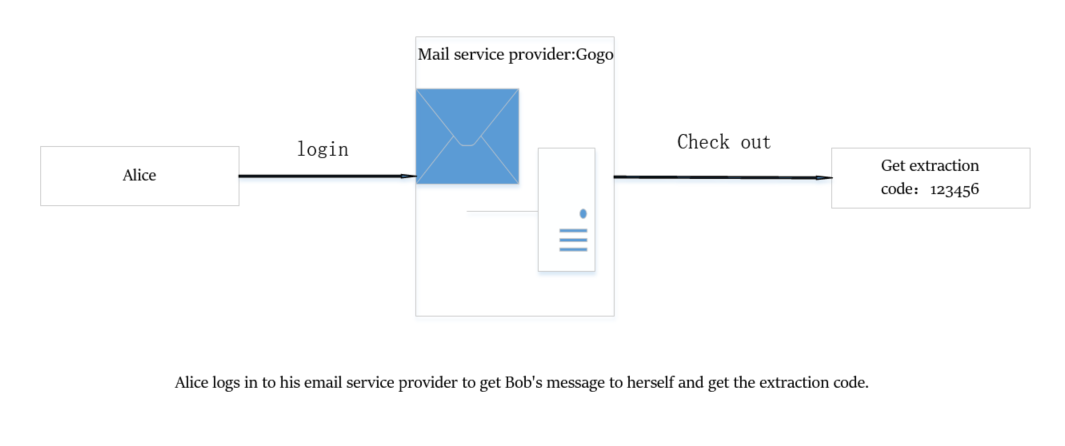 Mail service provider:Gogo
login
Check out
Alice
Get extraction
code：123456
Alice logs in to his email service provider to get Bob's message to herself and get the extraction code.